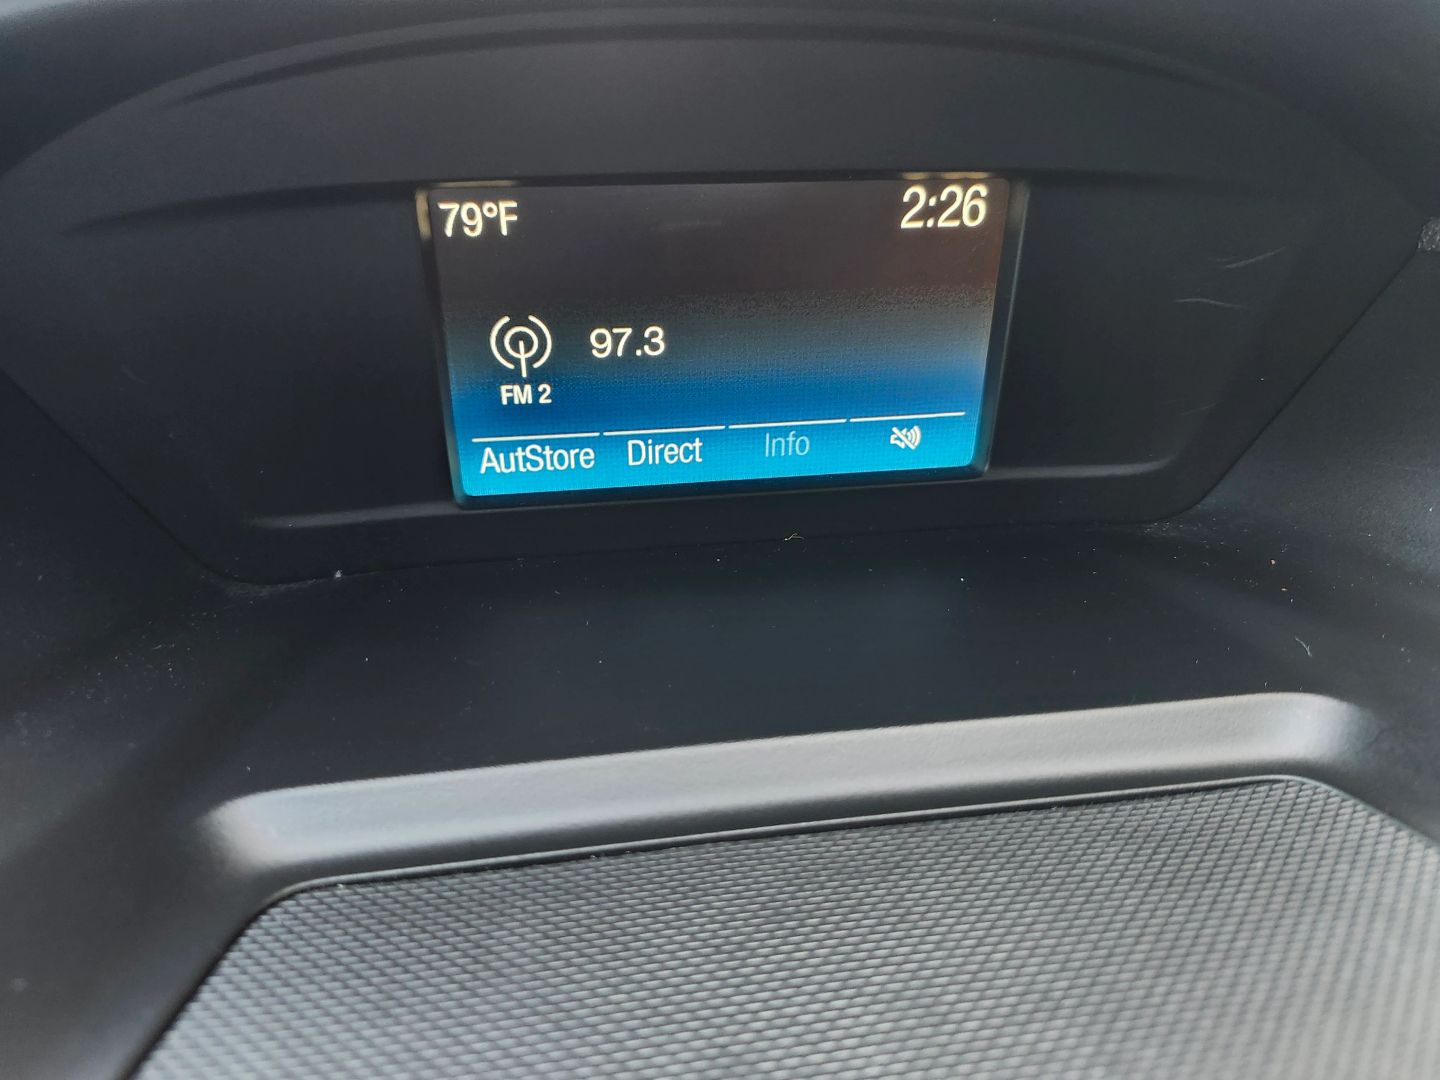 79°F 2:26
97.3
FM 2
AutStore Direct Info